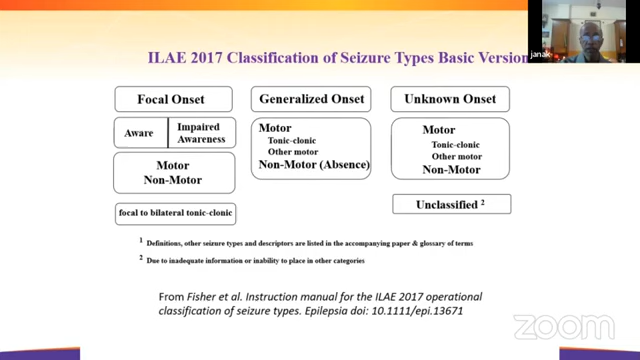 ILAE 2017 Classification of Seizure Types Basic Version
janak
Focal Onset
Aware
Impaired
Awareness
Motor
Non-Motor
focal to bilateral tonic-clonic
Generalized Onset
Motor
Tonic-clonic
Other motor
Non-Motor (Absence)
Unknown Onset
Motor
Tonic-clonic
Other motor
Non-Motor
Unclassified 2
1 Definitions, other seizure types and descriptors are listed in the accompanying paper & glossary of terms
2 Due to inadequate information or inability to place in other categories
From Fisher et al. Instruction manual for the ILAE 2017 operational
classification of seizure types. Epilepsia doi: 10.1111/epi.13671
zoom